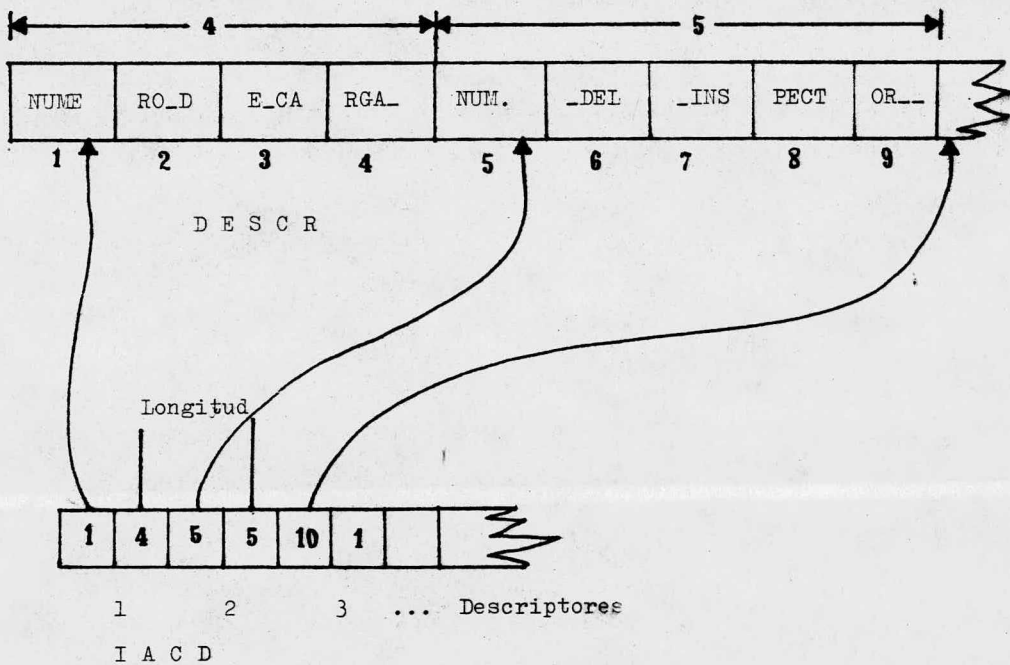 4 5
NUME RO_D E_CA RGA_ NUM. _DEL _INS PECT OR__
1 2 3 4 5 6 7 8 9
D E S C R
Longitud
1 4 5 5 10 1
1 2 3 ... Descriptores
I A C D